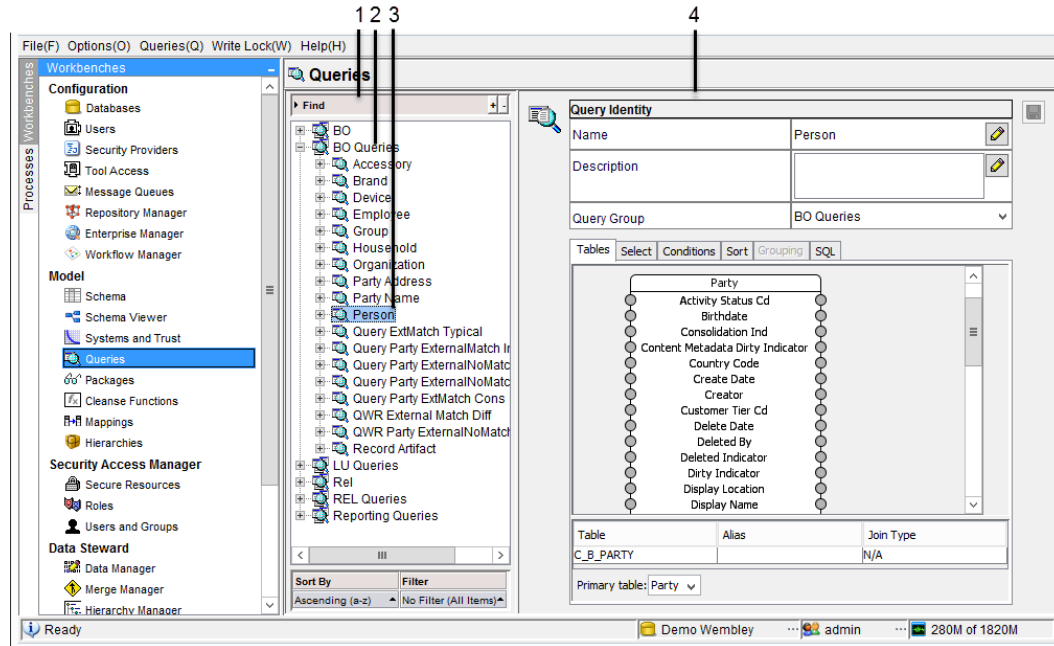 1 2 3 4
File(F) Options(O) Queries(Q) Write Lock(W) Help(H)
Processes Workbenches
Workbenches
Configuration
Databases
Users
Security Providers
Tool Access
Message Queues
Repository Manager
Enterprise Manager
Workflow Manager
Model
Schema
Schema Viewer
Systems and Trust
Queries
Packages
Cleanse Functions
Mappings
Hierarchies
Security Access Manager
Secure Resources
Roles
Users and Groups
Data Steward
Data Manager
Merge Manager
Hierarchy Manager
Queries
Find + -
BO
BO Queries
Accessory
Brand
Device
Employee
Group
Household
Organization
Party Address
Party Name
Person
Query ExtMatch Typical
Query Party ExternalMatch In
Query Party ExternalNoMatc
Query Party ExternalNoMatc
Query Party ExtMatch Cons
QWR External Match Diff
QWR Party ExternalNoMatch
Record Artifact
LU Queries
Rel
REL Queries
Reporting Queries
Sort By Filter
Ascending (a-z) No Filter (All Items)
Query Identity
Name Person
Description
Query Group BO Queries
Tables Select Conditions Sort Grouping SQL
Party
Activity Status Cd
Birthdate
Consolidation Ind
Content Metadata Dirty Indicator
Country Code
Create Date
Creator
Customer Tier Cd
Delete Date
Deleted By
Deleted Indicator
Dirty Indicator
Display Location
Display Name
Table Alias Join Type
C_B_PARTY N/A
Primary table: Party
Ready Demo Wembley ... admin ... 280M of 1820M